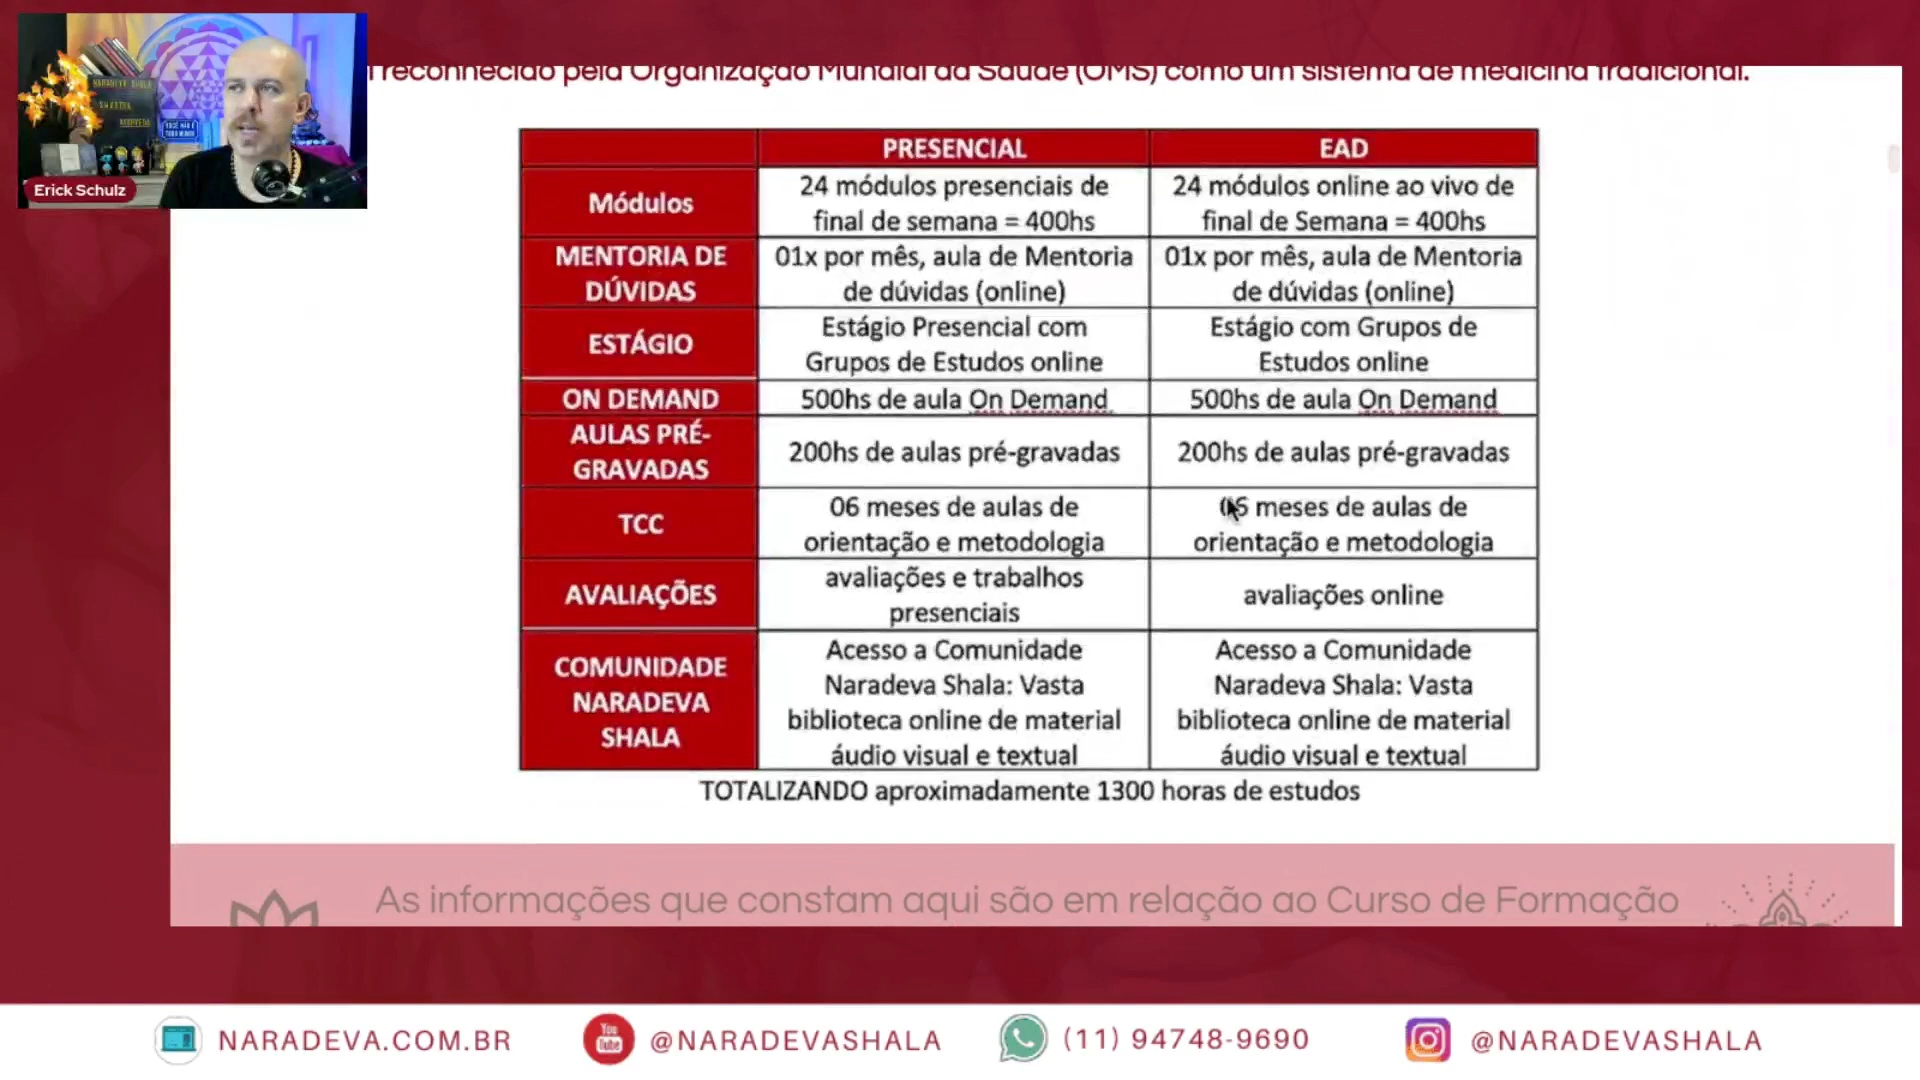 reconhecido pela Organização Mundial da Saúde (OMS) como um sistema de medicina tradicional.
Erick Schulz
PRESENCIAL EAD
Módulos
24 módulos presenciais de
final de semana = 400hs
24 módulos online ao vivo de
final de Semana = 400hs
MENTORIA DE
DÚVIDAS
01x por mês, aula de Mentoria
de dúvidas (online)
01x por mês, aula de Mentoria
de dúvidas (online)
ESTÁGIO
Estágio Presencial com
Grupos de Estudos online
Estágio com Grupos de
Estudos online
ON DEMAND
500hs de aula On Demand
500hs de aula On Demand
AULAS PRÉ-
GRAVADAS
200hs de aulas pré-gravadas
200hs de aulas pré-gravadas
TCC
06 meses de aulas de
orientação e metodologia
06 meses de aulas de
orientação e metodologia
AVALIAÇÕES
avaliações e trabalhos
presenciais
avaliações online
COMUNIDADE
NARADEVA
SHALA
Acesso a Comunidade
Naradeva Shala: Vasta
biblioteca online de material
áudio visual e textual
Acesso a Comunidade
Naradeva Shala: Vasta
biblioteca online de material
áudio visual e textual
TOTALIZANDO aproximadamente 1300 horas de estudos
As informações que constam aqui são em relação ao Curso de Formação
NARADEVA.COM.BR
You
Tube
@NARADEVASHALA
(11) 94748-9690
@NARADEVASHALA